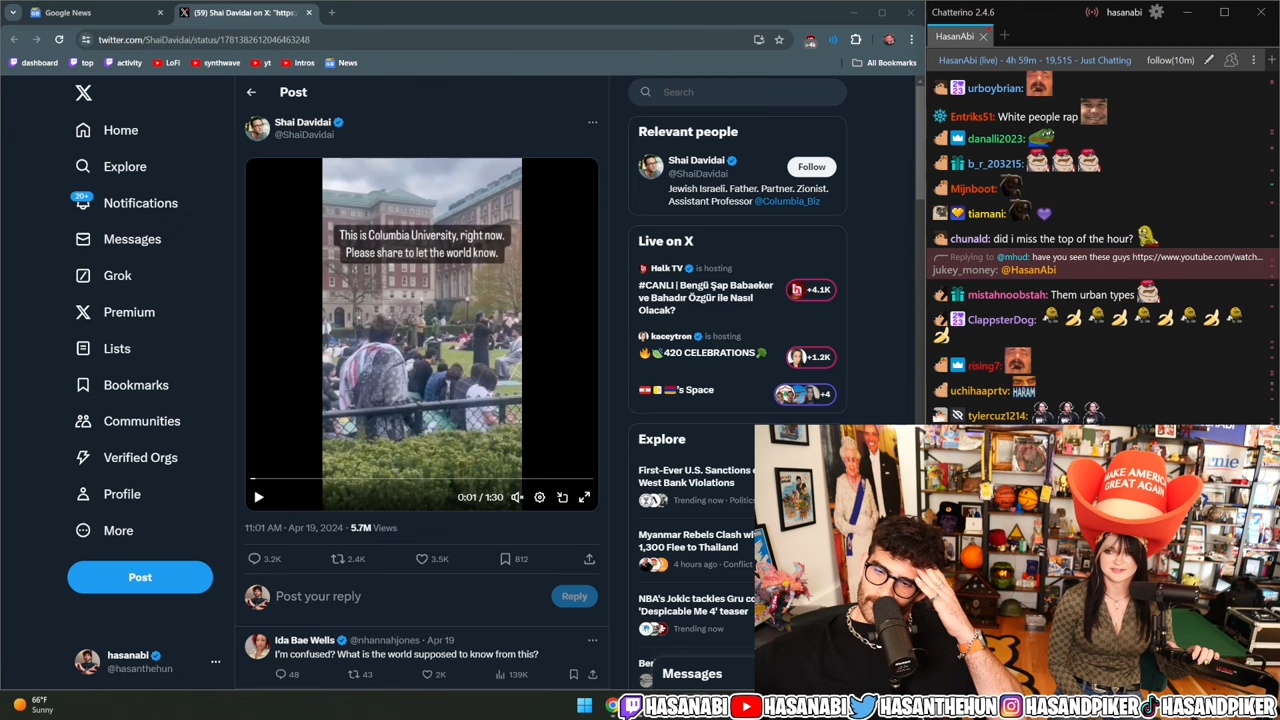 Google News
(59) Shai Davidai on X: "https:
twitter.com/ShaiDavidai/status/1781382612046463248
dashboard
top
activity
LoFi
synthwave
yt
intros
News
All Bookmarks
Home
Explore
20+
Notifications
Messages
Grok
Premium
Lists
Bookmarks
Communities
Verified Orgs
Profile
More
Post
hasanabi
@hasanthehun
Post
Shai Davidai
@ShaiDavidai
This is Columbia University, right now.
Please share to let the world know.
0:01 / 1:30
11:01 AM · Apr 19, 2024 · 5.7M Views
3.2K
2.4K
3.5K
812
Post your reply
Reply
Ida Bae Wells @nhannahjones · Apr 19
I'm confused? What is the world supposed to know from this?
48
43
2K
139K
Search
Relevant people
Shai Davidai
@ShaiDavidai
Follow
Jewish Israeli. Father. Partner. Zionist.
Assistant Professor @Columbia_Biz
Live on X
Halk TV is hosting
#CANLI | Bengü Şap Babaeker
ve Bahadır Özgür ile Nasıl
Olacak?
+4.1K
kaceytron is hosting
420 CELEBRATIONS
+1.2K
's Space
+4
Explore
First-Ever U.S. Sanctions
West Bank Violations
Trending now · Politics
Myanmar Rebels Clash
1,300 Flee to Thailand
4 hours ago · Conflict
NBA's Jokic tackles Gru
'Despicable Me 4' teaser
Trending now
Messages
Chatterino 2.4.6
hasanabi
HasanAbi
HasanAbi (live) - 4h 59m - 19,515 - Just Chatting
follow(10m)
urboybrian:
Entriks51: White people rap
danalli2023:
b_r_203215:
Mijnboot:
tiamani:
chunald: did i miss the top of the hour?
Replying to @mhud: have you seen these guys https://www.youtube.com/watch...
jukey_money: @HasanAbi
mistahnoobstah: Them urban types
ClappsterDog:
rising7:
uchihaaprtv: HARAM
tylercuz1214:
MAKE AMERICA
GREAT AGAIN
66°F
Sunny
HASANABI
HASANABI
HASANTHEHUN
HASANDPIKER
HASANDPIKER